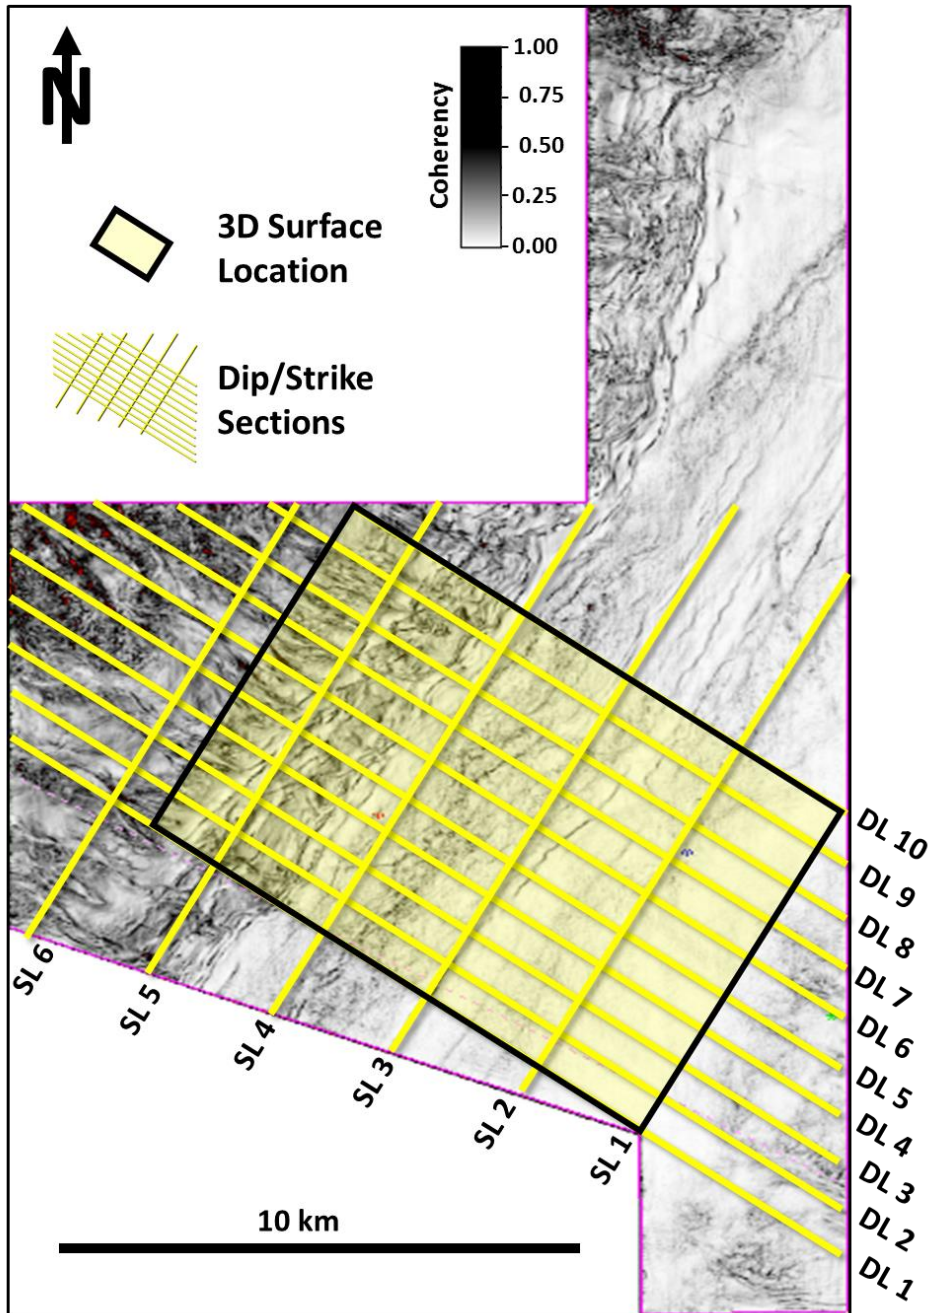 N
Coherency
1.00
0.75
0.50
0.25
0.00
3D Surface
Location
Dip/Strike
Sections
DL 10
DL 9
DL 8
DL 7
DL 6
DL 5
DL 4
DL 3
DL 2
DL 1
SL 6
SL 5
SL 4
SL 3
SL 2
SL 1
10 km